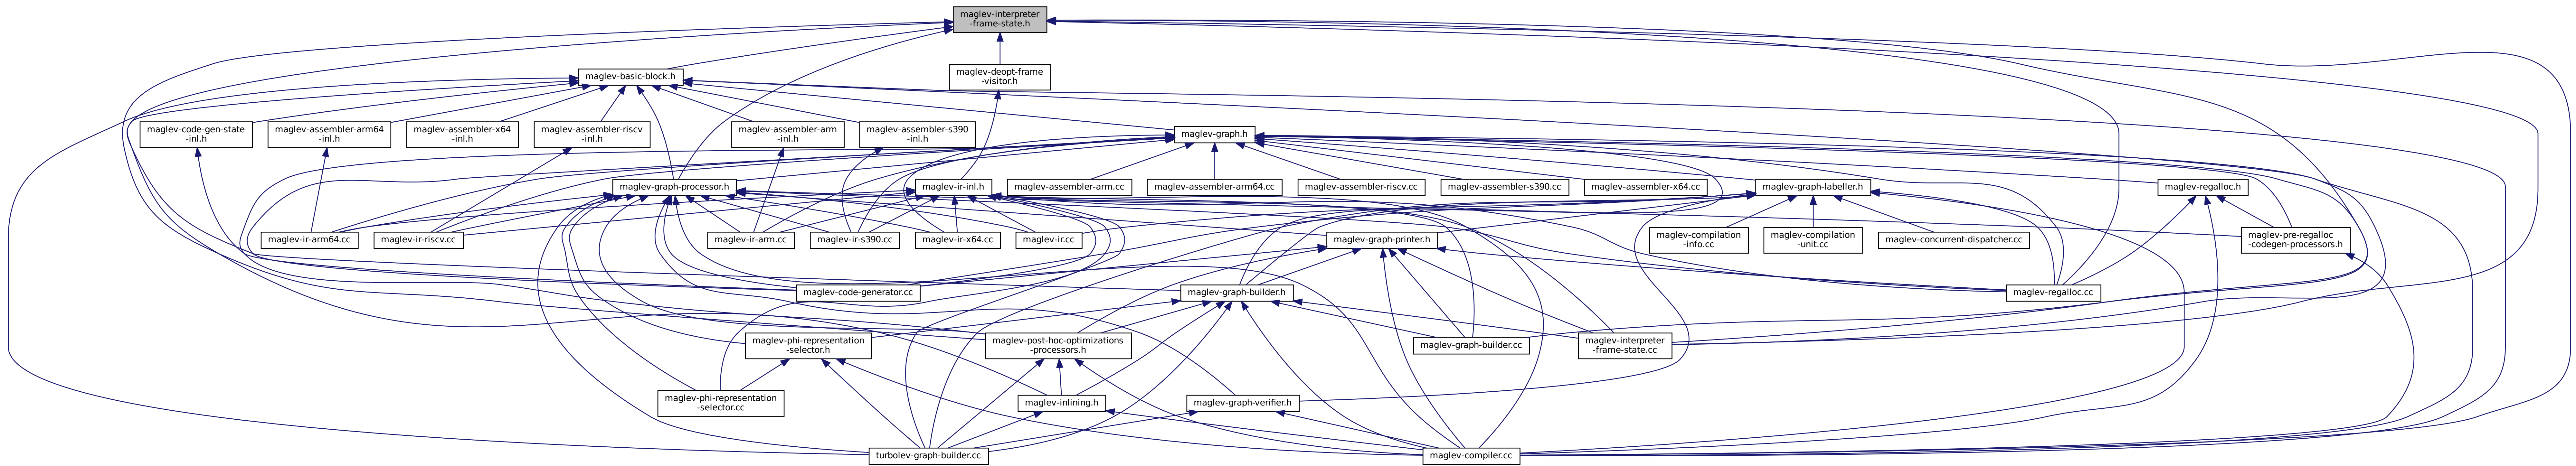 maglev-interpreter
-frame-state.h
maglev-deopt-frame
-visitor.h
maglev-basic-block.h
maglev-code-gen-state
-inl.h
maglev-assembler-arm64
-inl.h
maglev-assembler-x64
-inl.h
maglev-assembler-riscv
-inl.h
maglev-assembler-arm
-inl.h
maglev-assembler-s390
-inl.h
maglev-graph.h
maglev-graph-processor.h
maglev-ir-inl.h
maglev-assembler-arm.cc
maglev-assembler-arm64.cc
maglev-assembler-riscv.cc
maglev-assembler-s390.cc
maglev-assembler-x64.cc
maglev-graph-labeller.h
maglev-regalloc.h
maglev-ir-arm64.cc
maglev-ir-riscv.cc
maglev-ir-arm.cc
maglev-ir-s390.cc
maglev-ir-x64.cc
maglev-ir.cc
maglev-graph-printer.h
maglev-compilation
-info.cc
maglev-compilation
-unit.cc
maglev-concurrent-dispatcher.cc
maglev-pre-regalloc
-codegen-processors.h
maglev-code-generator.cc
maglev-graph-builder.h
maglev-regalloc.cc
maglev-phi-representation
-selector.h
maglev-post-hoc-optimizations
-processors.h
maglev-graph-builder.cc
maglev-interpreter
-frame-state.cc
maglev-phi-representation
-selector.cc
maglev-inlining.h
maglev-graph-verifier.h
turbolev-graph-builder.cc
maglev-compiler.cc